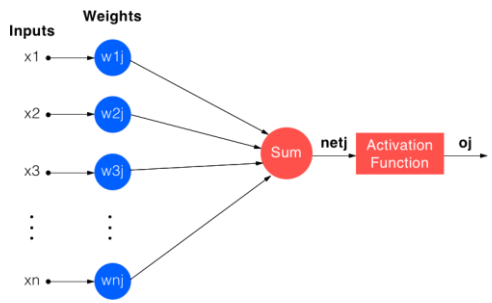 Weights
Inputs
x1 w1j
x2 w2j
netj Activation oj
Sum Function
x3 w3j
xn wnj